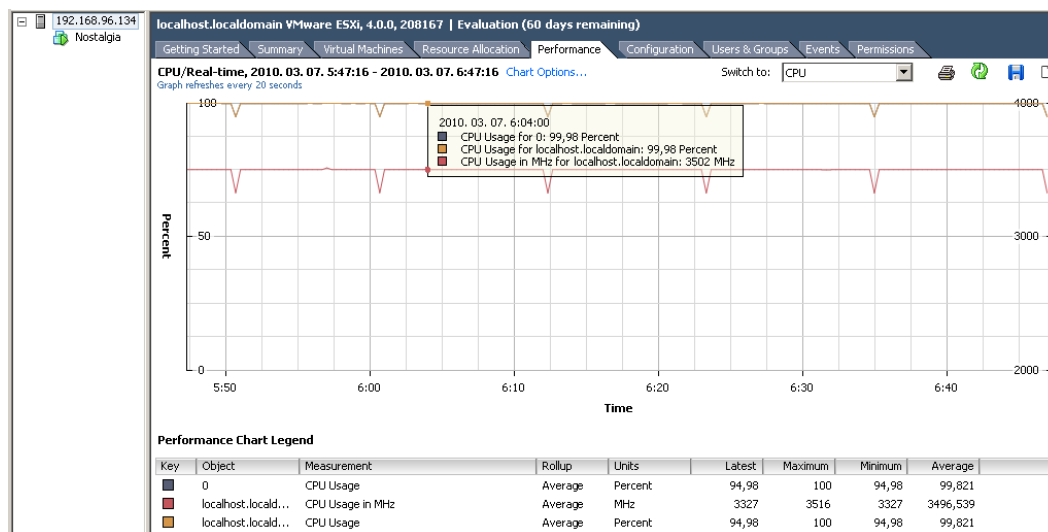 192.168.96.134
Nostalgia
localhost.localdomain VMware ESXi, 4.0.0, 208167 | Evaluation (60 days remaining)
Getting Started Summary Virtual Machines Resource Allocation Performance Configuration Users & Groups Events Permissions
CPU/Real-time, 2010. 03. 07. 5:47:16 - 2010. 03. 07. 6:47:16 Chart Options... Switch to: CPU
Graph refreshes every 20 seconds
100 4000
2010. 03. 07. 6:04:00
CPU Usage for 0: 99,98 Percent
CPU Usage for localhost.localdomain: 99,98 Percent
CPU Usage in MHz for localhost.localdomain: 3502 MHz
Percent
50 3000
0 2000
5:50 6:00 6:10 6:20 6:30 6:40
Time
Performance Chart Legend
Key Object Measurement Rollup Units Latest Maximum Minimum Average
0 CPU Usage Average Percent 94,98 100 94,98 99,821
localhost.locald... CPU Usage in MHz Average MHz 3327 3516 3327 3496,539
localhost.locald... CPU Usage Average Percent 94,98 100 94,98 99,821